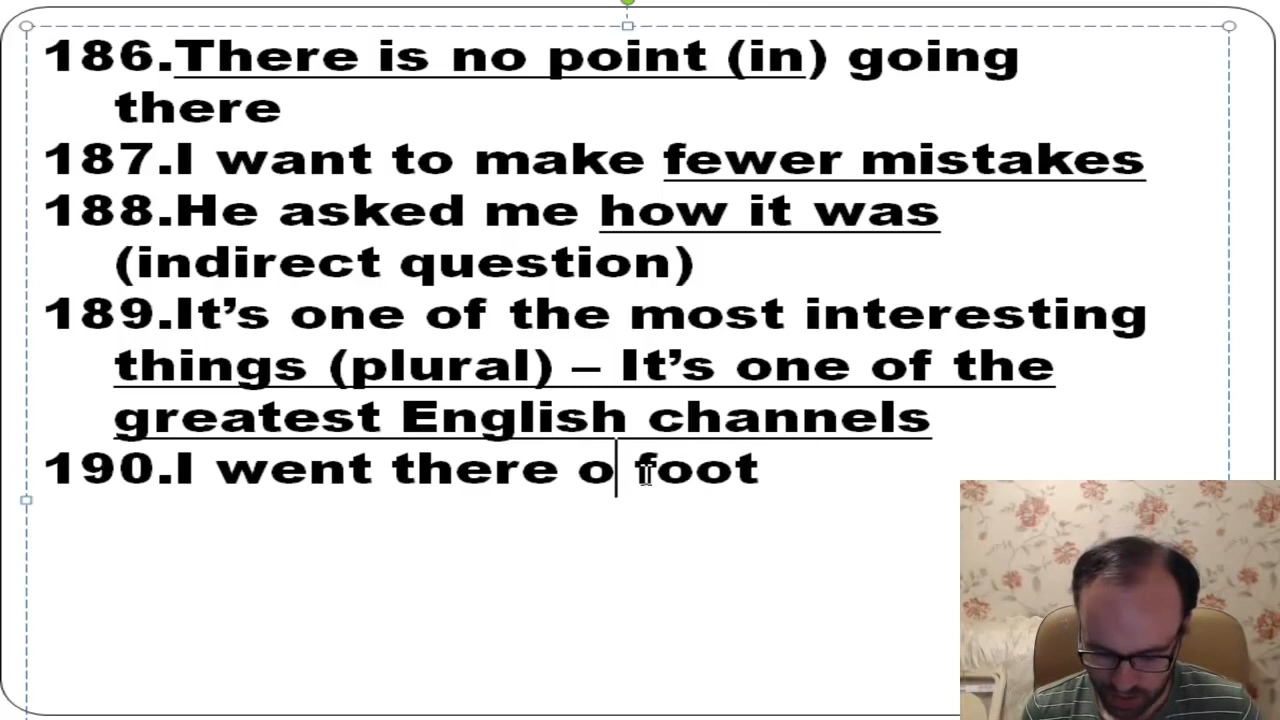 186.There is no point (in) going
there
187.I want to make fewer mistakes
188.He asked me how it was
(indirect question)
189.It’s one of the most interesting
things (plural) – It’s one of the
greatest English channels
190.I went there o foot